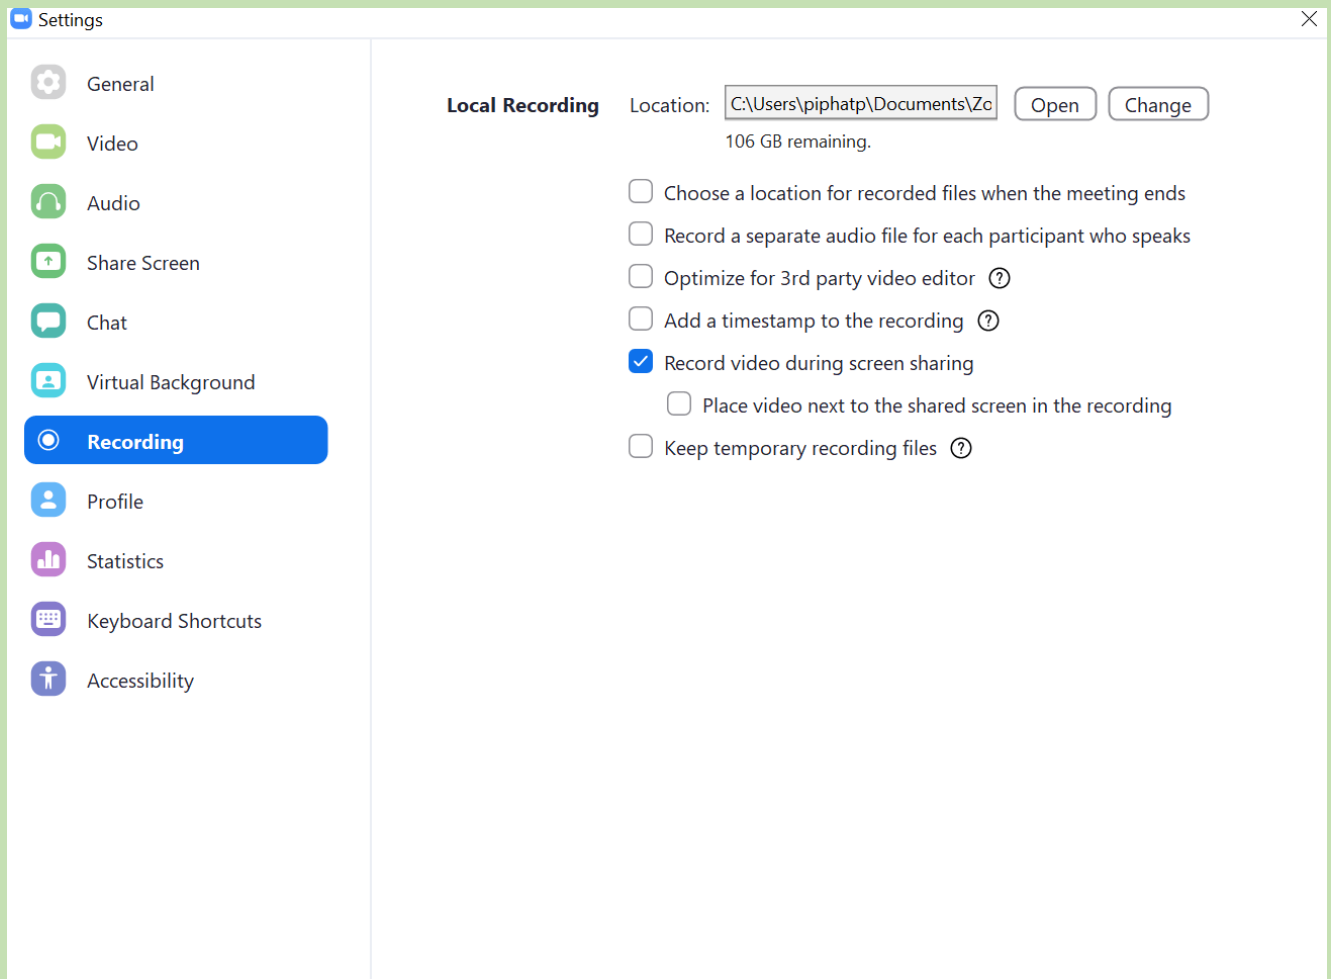 Settings
General
Video
Audio
Share Screen
Chat
Virtual Background
Recording
Profile
Statistics
Keyboard Shortcuts
Accessibility
Local Recording Location: C:\Users\piphatp\Documents\Zo Open Change
106 GB remaining.
Choose a location for recorded files when the meeting ends
Record a separate audio file for each participant who speaks
Optimize for 3rd party video editor ?
Add a timestamp to the recording ?
Record video during screen sharing
Place video next to the shared screen in the recording
Keep temporary recording files ?